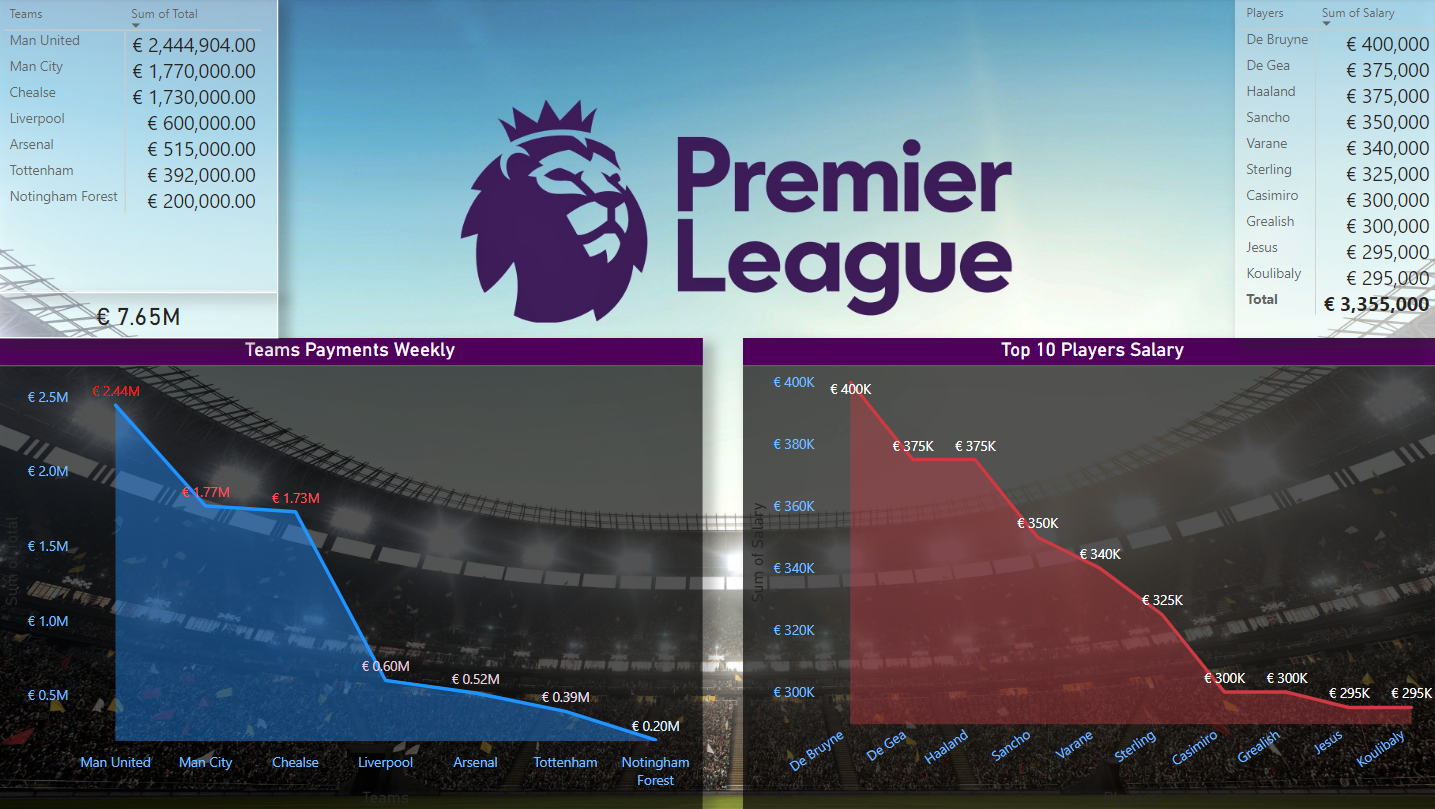 Teams Sum of Total
Man United € 2,444,904.00
Man City € 1,770,000.00
Chealse € 1,730,000.00
Liverpool € 600,000.00
Arsenal € 515,000.00
Tottenham € 392,000.00
Notingham Forest € 200,000.00
€ 7.65M
Premier
League
Players Sum of Salary
De Bruyne € 400,000
De Gea € 375,000
Haaland € 375,000
Sancho € 350,000
Varane € 340,000
Sterling € 325,000
Casimiro € 300,000
Grealish € 300,000
Jesus € 295,000
Koulibaly € 295,000
Total € 3,355,000
Teams Payments Weekly
€ 2.5M
€ 2.0M
€ 1.5M
€ 1.0M
€ 0.5M
Sum of Total
€ 2.44M
€ 1.77M
€ 1.73M
€ 0.60M
€ 0.52M
€ 0.39M
€ 0.20M
Man United Man City Chealse Liverpool Arsenal Tottenham Notingham
Forest
Teams
Top 10 Players Salary
€ 400K
€ 380K
€ 360K
€ 340K
€ 320K
€ 300K
Sum of Salary
€ 400K
€ 375K
€ 375K
€ 350K
€ 340K
€ 325K
€ 300K
€ 300K
€ 295K
€ 295K
De Bruyne De Gea Haaland Sancho Varane Sterling Casimiro Grealish Jesus Koulibaly